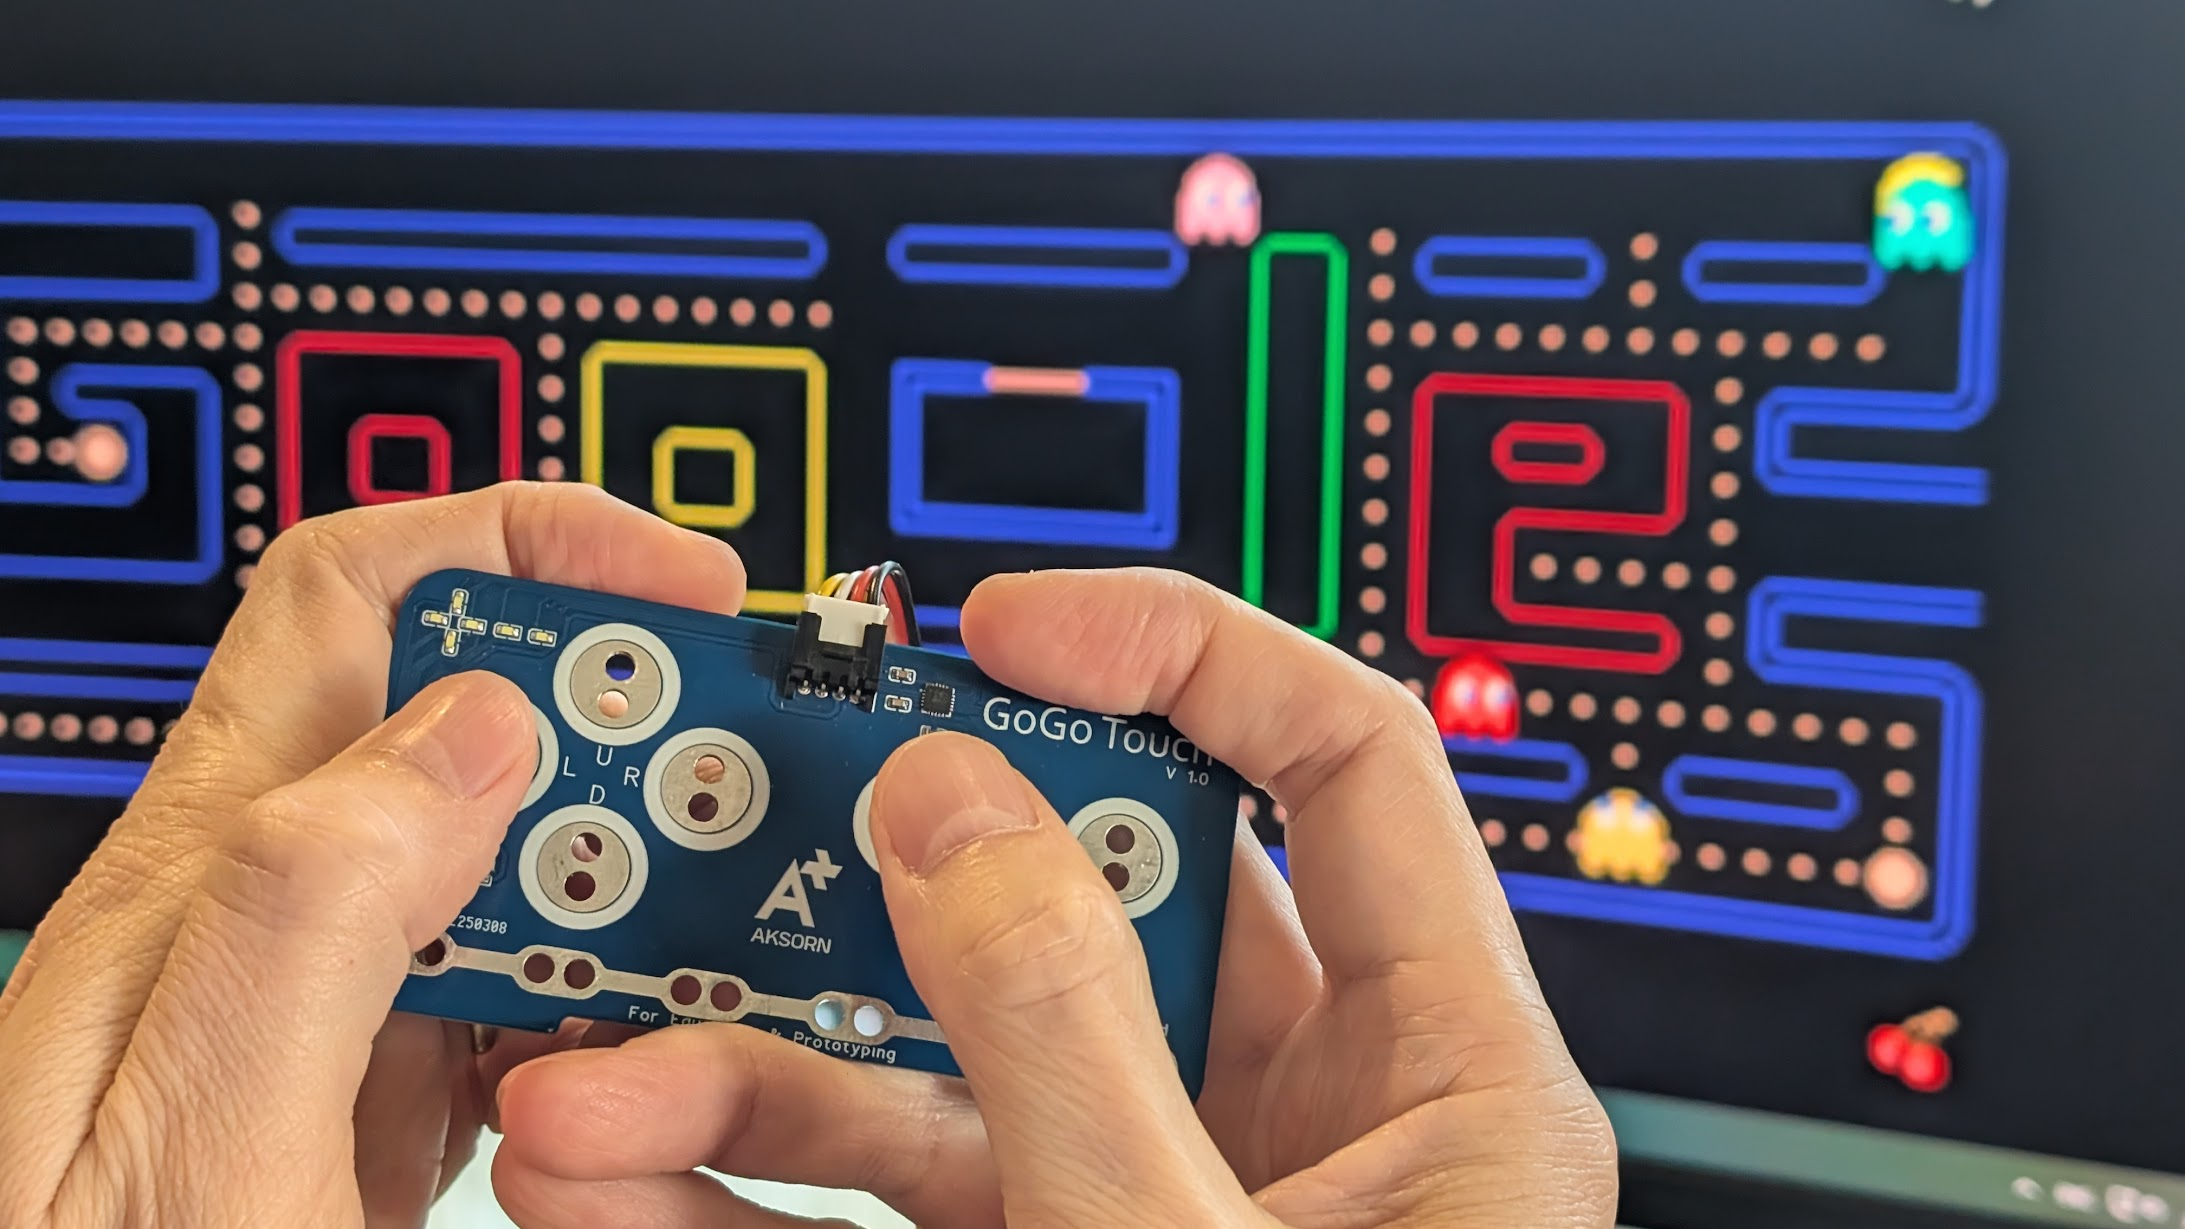 GoGo Touch
V 1.0
U
L R
D
AKSORN
250308
For
& Prototyping